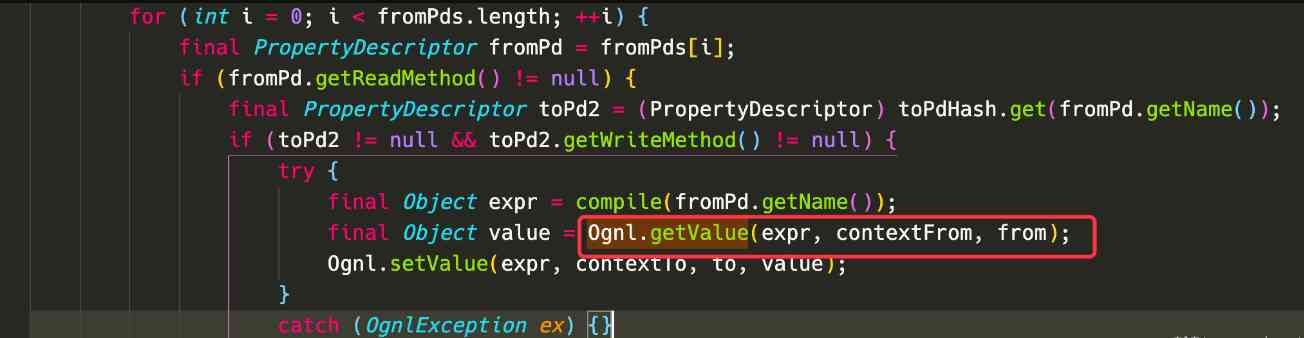 for (int i = 0; i < fromPds.length; ++i) {
final PropertyDescriptor fromPd = fromPds[i];
if (fromPd.getReadMethod() != null) {
final PropertyDescriptor toPd2 = (PropertyDescriptor) toPdHash.get(fromPd.getName());
if (toPd2 != null && toPd2.getWriteMethod() != null) {
try {
final Object expr = compile(fromPd.getName());
final Object value = Ognl.getValue(expr, contextFrom, from);
Ognl.setValue(expr, contextTo, to, value);
}
catch (OgnlException ex) {}